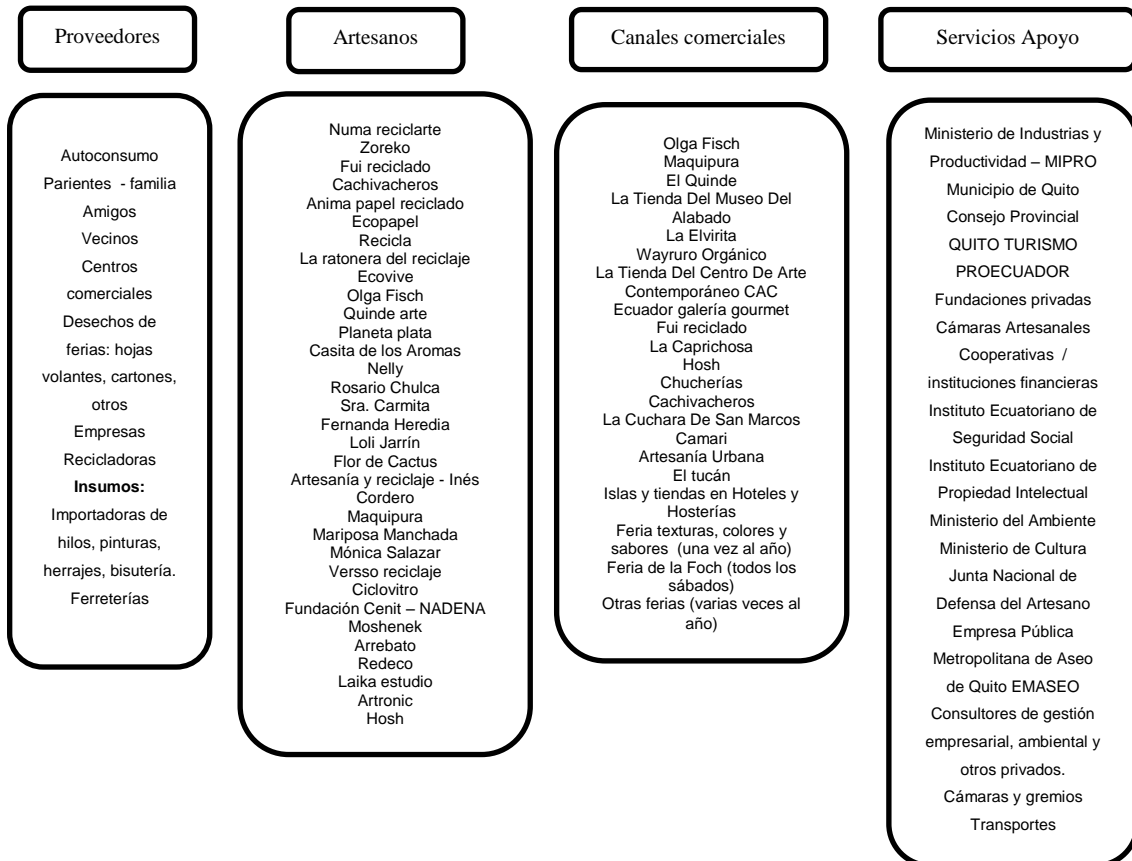 Proveedores
Autoconsumo
Parientes - familia
Amigos
Vecinos
Centros
comerciales
Desechos de
ferias: hojas
volantes, cartones,
otros
Empresas
Recicladoras
Insumos:
Importadoras de
hilos, pinturas,
herrajes, bisutería.
Ferreterías
Artesanos
Numa reciclarte
Zoreko
Fui reciclado
Cachivacheros
Anima papel reciclado
Ecopapel
Recicla
La ratonera del reciclaje
Ecovive
Olga Fisch
Quinde arte
Planeta plata
Casita de los Aromas
Nelly
Rosario Chulca
Sra. Carmita
Fernanda Heredia
Loli Jarrín
Flor de Cactus
Artesanía y reciclaje - Inés
Cordero
Maquipura
Mariposa Manchada
Mónica Salazar
Versso reciclaje
Ciclovitro
Fundación Cenit – NADENA
Moshenek
Arrebato
Redeco
Laika estudio
Artronic
Hosh
Canales comerciales
Olga Fisch
Maquipura
El Quinde
La Tienda Del Museo Del
Alabado
La Elvirita
Wayruro Orgánico
La Tienda Del Centro De Arte
Contemporáneo CAC
Ecuador galería gourmet
Fui reciclado
La Caprichosa
Hosh
Chucherías
Cachivacheros
La Cuchara De San Marcos
Camari
Artesanía Urbana
El tucán
Islas y tiendas en Hoteles y
Hosterías
Feria texturas, colores y
sabores (una vez al año)
Feria de la Foch (todos los
sábados)
Otras ferias (varias veces al
año)
Servicios Apoyo
Ministerio de Industrias y
Productividad – MIPRO
Municipio de Quito
Consejo Provincial
QUITO TURISMO
PROECUADOR
Fundaciones privadas
Cámaras Artesanales
Cooperativas /
instituciones financieras
Instituto Ecuatoriano de
Seguridad Social
Instituto Ecuatoriano de
Propiedad Intelectual
Ministerio del Ambiente
Ministerio de Cultura
Junta Nacional de
Defensa del Artesano
Empresa Pública
Metropolitana de Aseo
de Quito EMASEO
Consultores de gestión
empresarial, ambiental y
otros privados.
Cámaras y gremios
Transportes